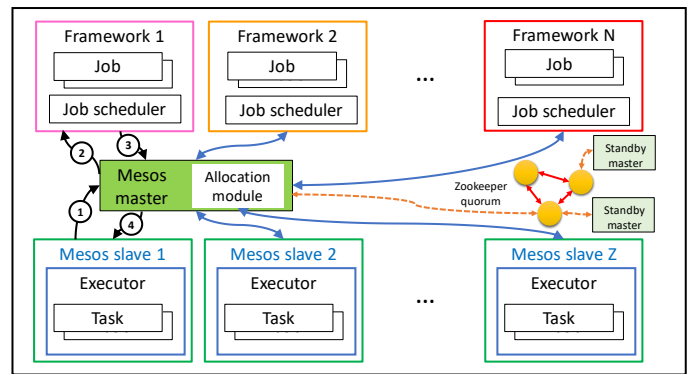 Framework 1
Job
Job scheduler
Framework 2
Job
Job scheduler
...
Framework N
Job
Job scheduler
2
3
Mesos
master
Allocation
module
1
4
Zookeeper
quorum
Standby
master
Standby
master
Mesos slave 1
Executor
Task
Mesos slave 2
Executor
Task
...
Mesos slave Z
Executor
Task